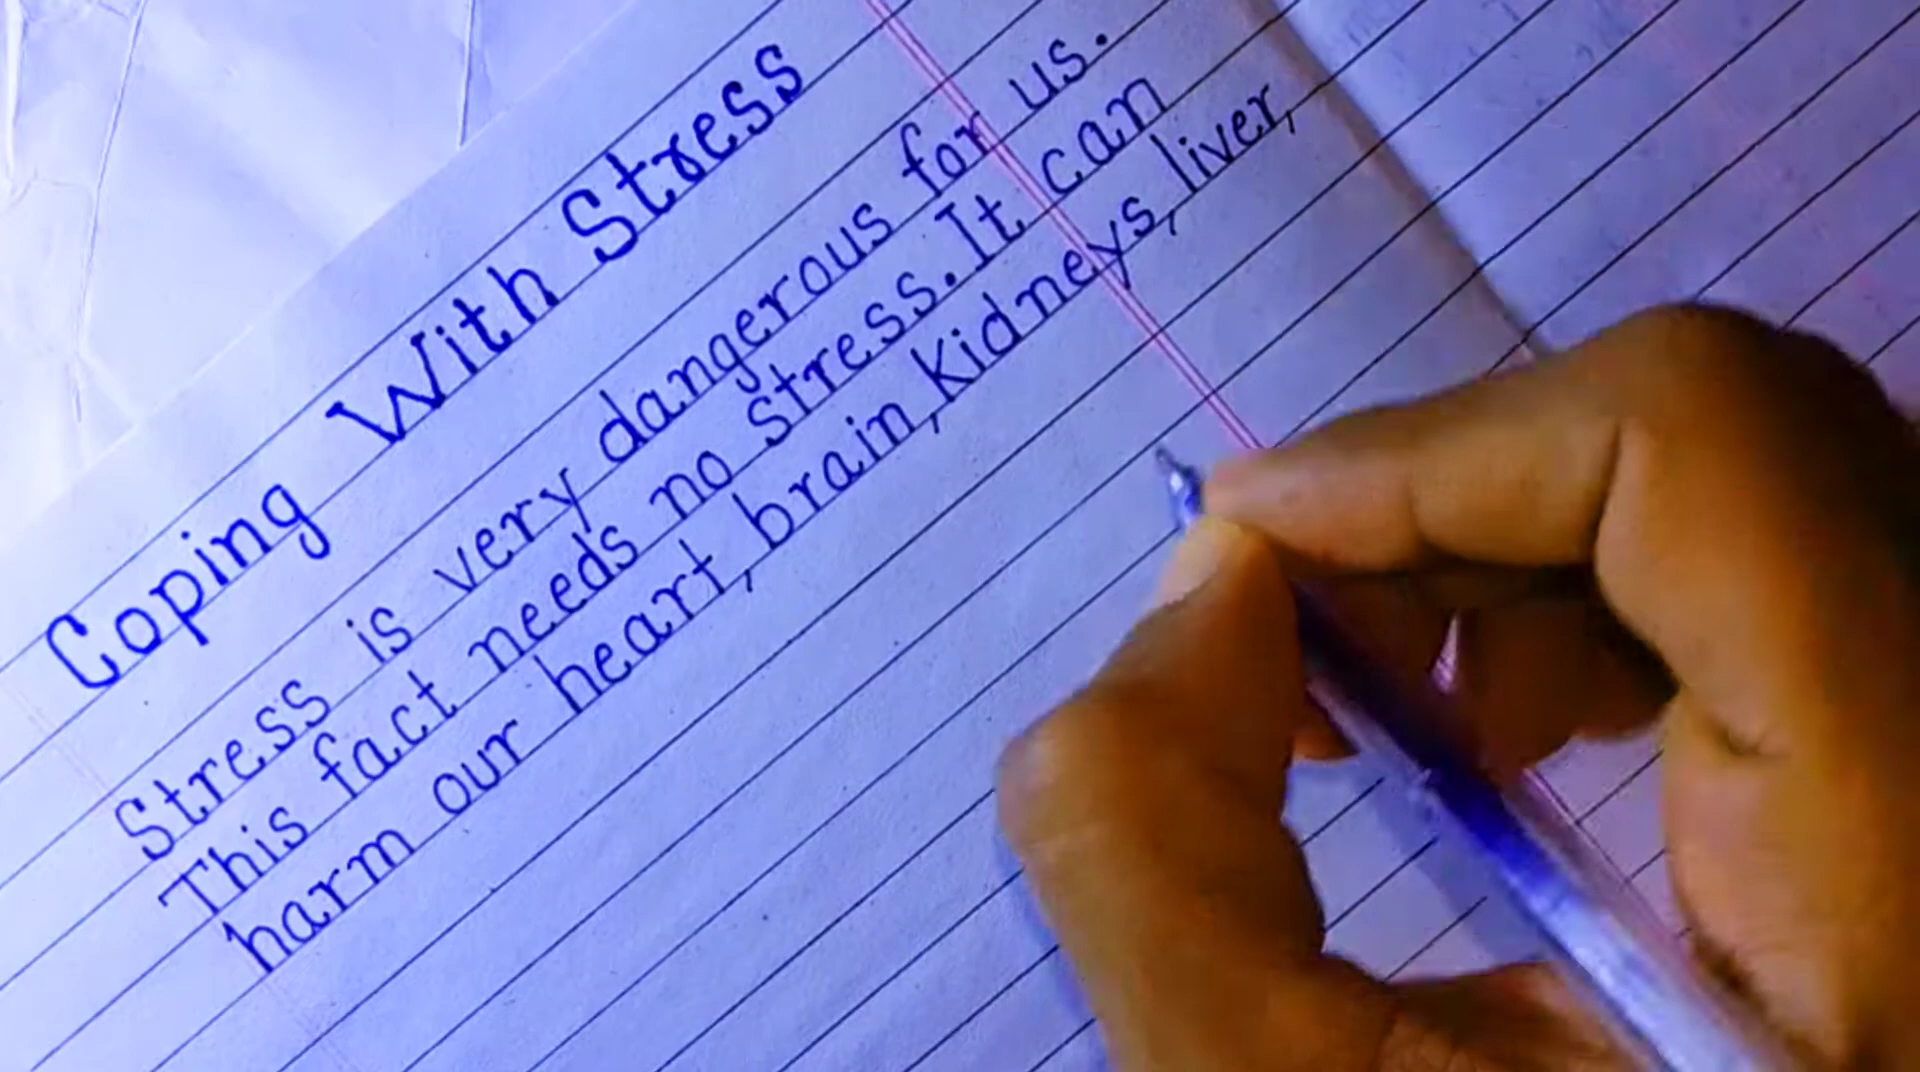 Coping With Stress
Stress is very dangerous for us.
This fact needs no stress. It can
harm our heart, brain, kidneys, liver,